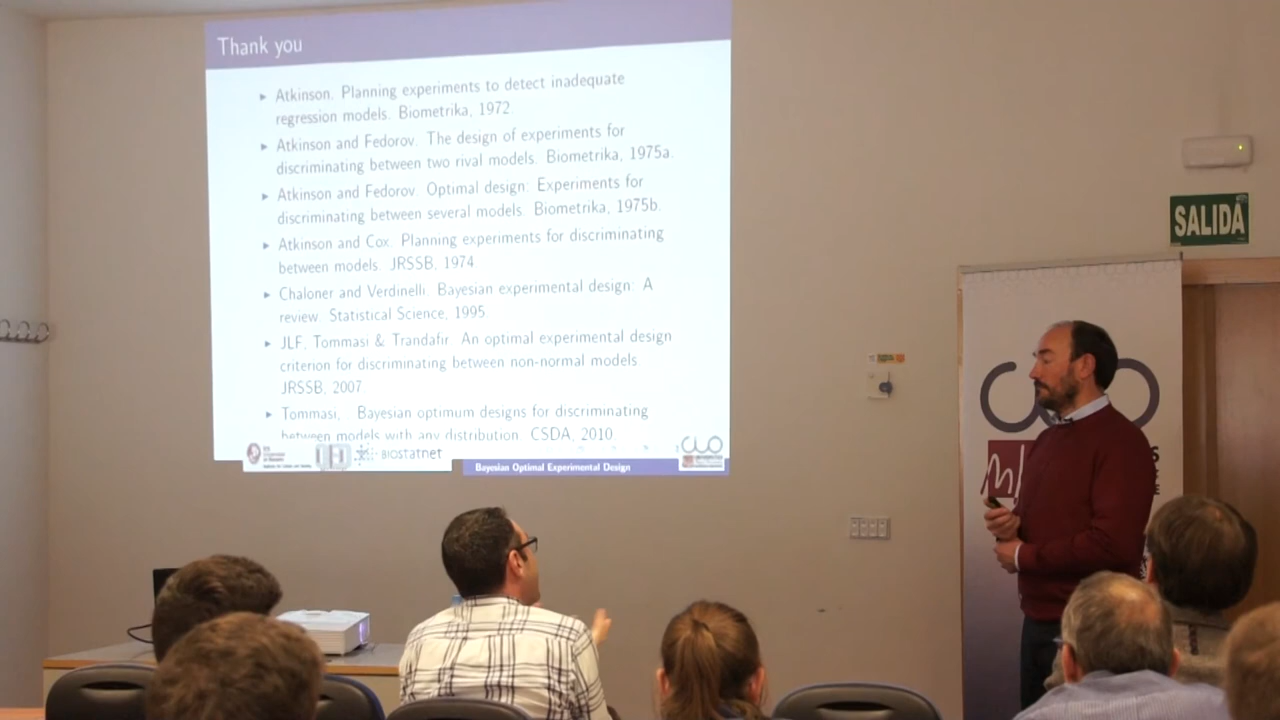 Thank you
Atkinson. Planning experiments to detect inadequate
regression models. Biometrika, 1972.
Atkinson and Fedorov. The design of experiments for
discriminating between two rival models. Biometrika, 1975a.
Atkinson and Fedorov. Optimal design: Experiments for
discriminating between several models. Biometrika, 1975b.
Atkinson and Cox. Planning experiments for discriminating
between models. JRSSB, 1974.
Chaloner and Verdinelli. Bayesian experimental design: A
review. Statistical Science, 1995.
JLF, Tommasi & Trandafir. An optimal experimental design
criterion for discriminating between non-normal models.
JRSSB, 2007.
Tommasi, Bayesian optimum designs for discriminating
between models with any distribution. CSDA, 2010.
BIOSTATNET
Bayesian Optimal Experimental Design
SALIDA